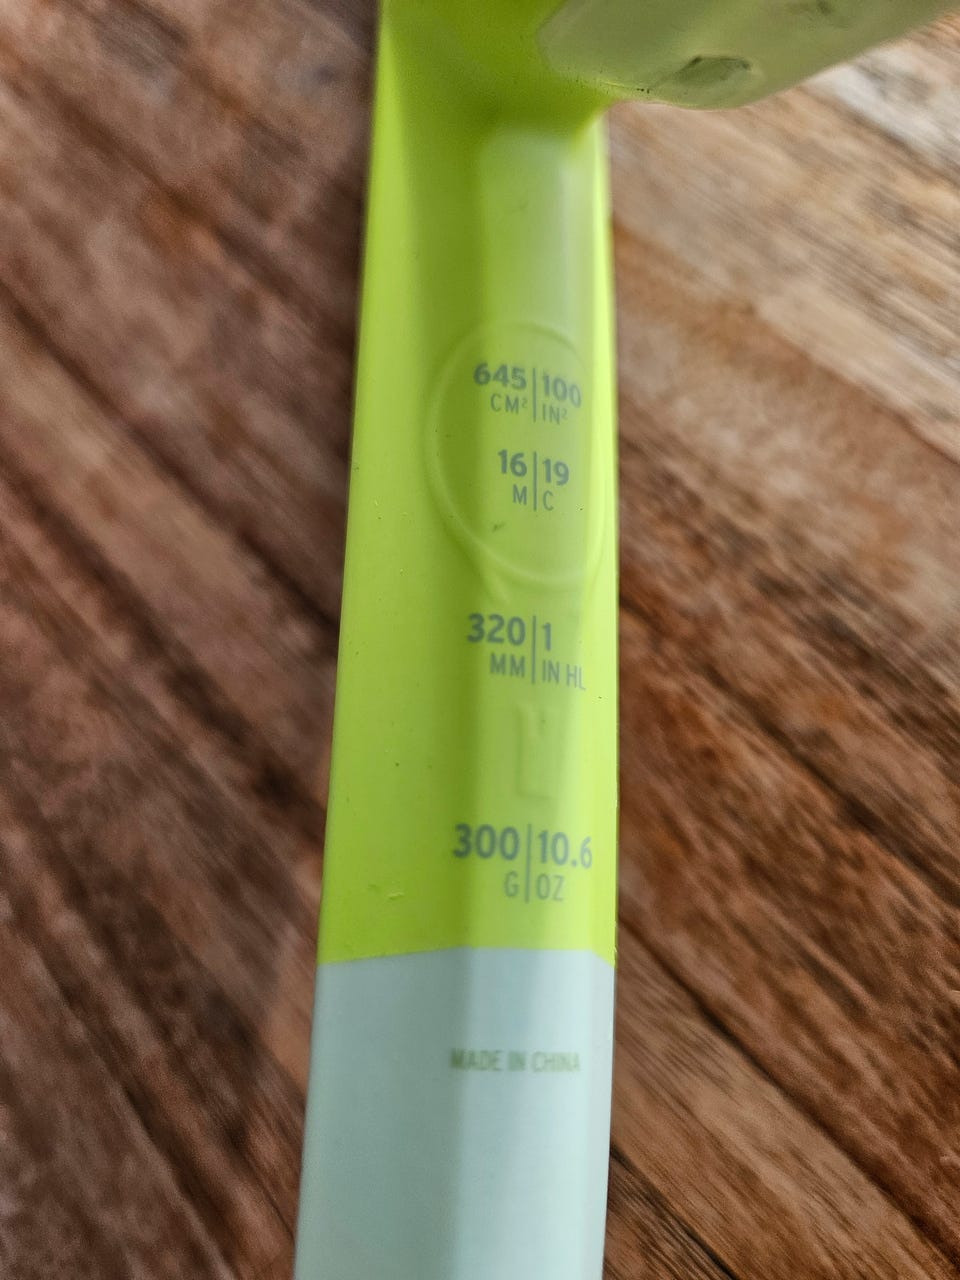 645|100
CM²|IN²
16|19
M|C
320|1
MM|IN HL
300|10.6
G|OZ
MADE IN CHINA